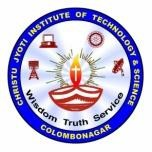 CHRISTU JYOTI INSTITUTE OF TECHNOLOGY & SCIENCE
Wisdom Truth Service
COLOMBONAGAR